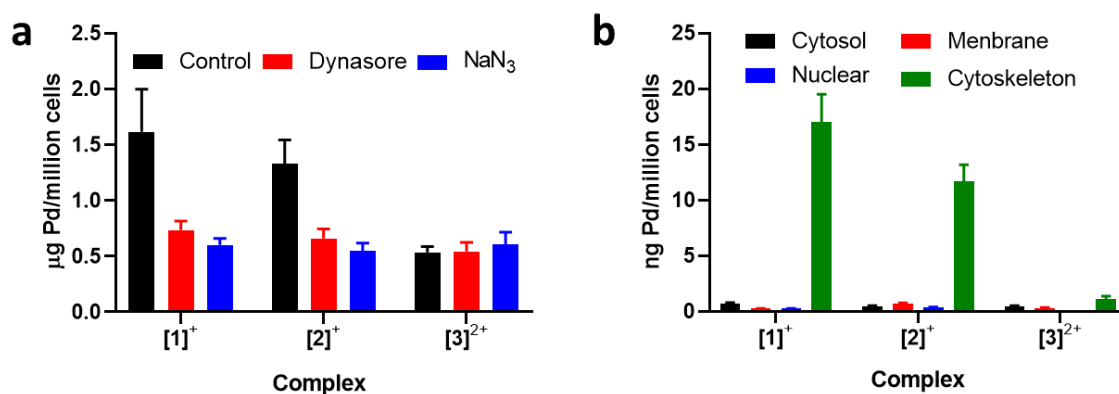 a
Control Dynasore NaN₃
µg Pd/million cells
2.5
2.0
1.5
1.0
0.5
0.0
[1]⁺ [2]⁺ [3]²⁺
Complex
b
Cytosol Menbrane
Nuclear Cytoskeleton
ng Pd/million cells
25
20
15
10
5
0
[1]⁺ [2]⁺ [3]²⁺
Complex